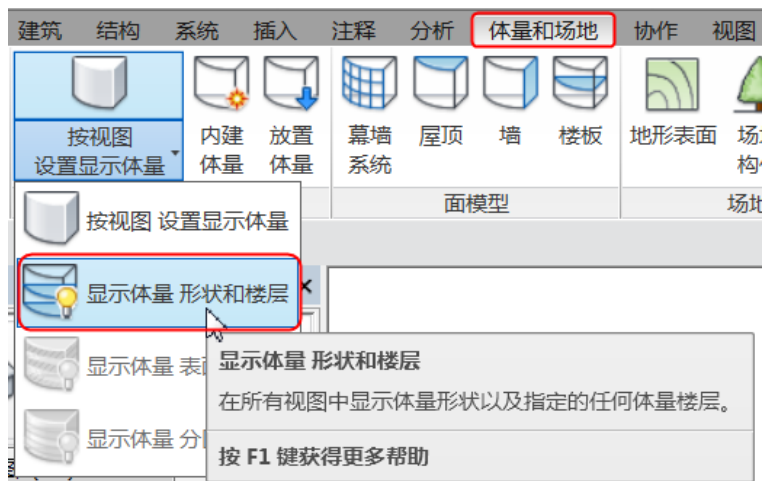 建筑 结构 系统 插入 注释 分析 体量和场地 协作 视图
按视图
设置显示体量
内建
体量
放置
体量
幕墙
系统
屋顶
墙
楼板
地形表面
面模型
按视图 设置显示体量
显示体量 形状和楼层
显示体量
显示体量
显示体量 形状和楼层
在所有视图中显示体量形状以及指定的任何体量楼层。
按 F1 键获得更多帮助